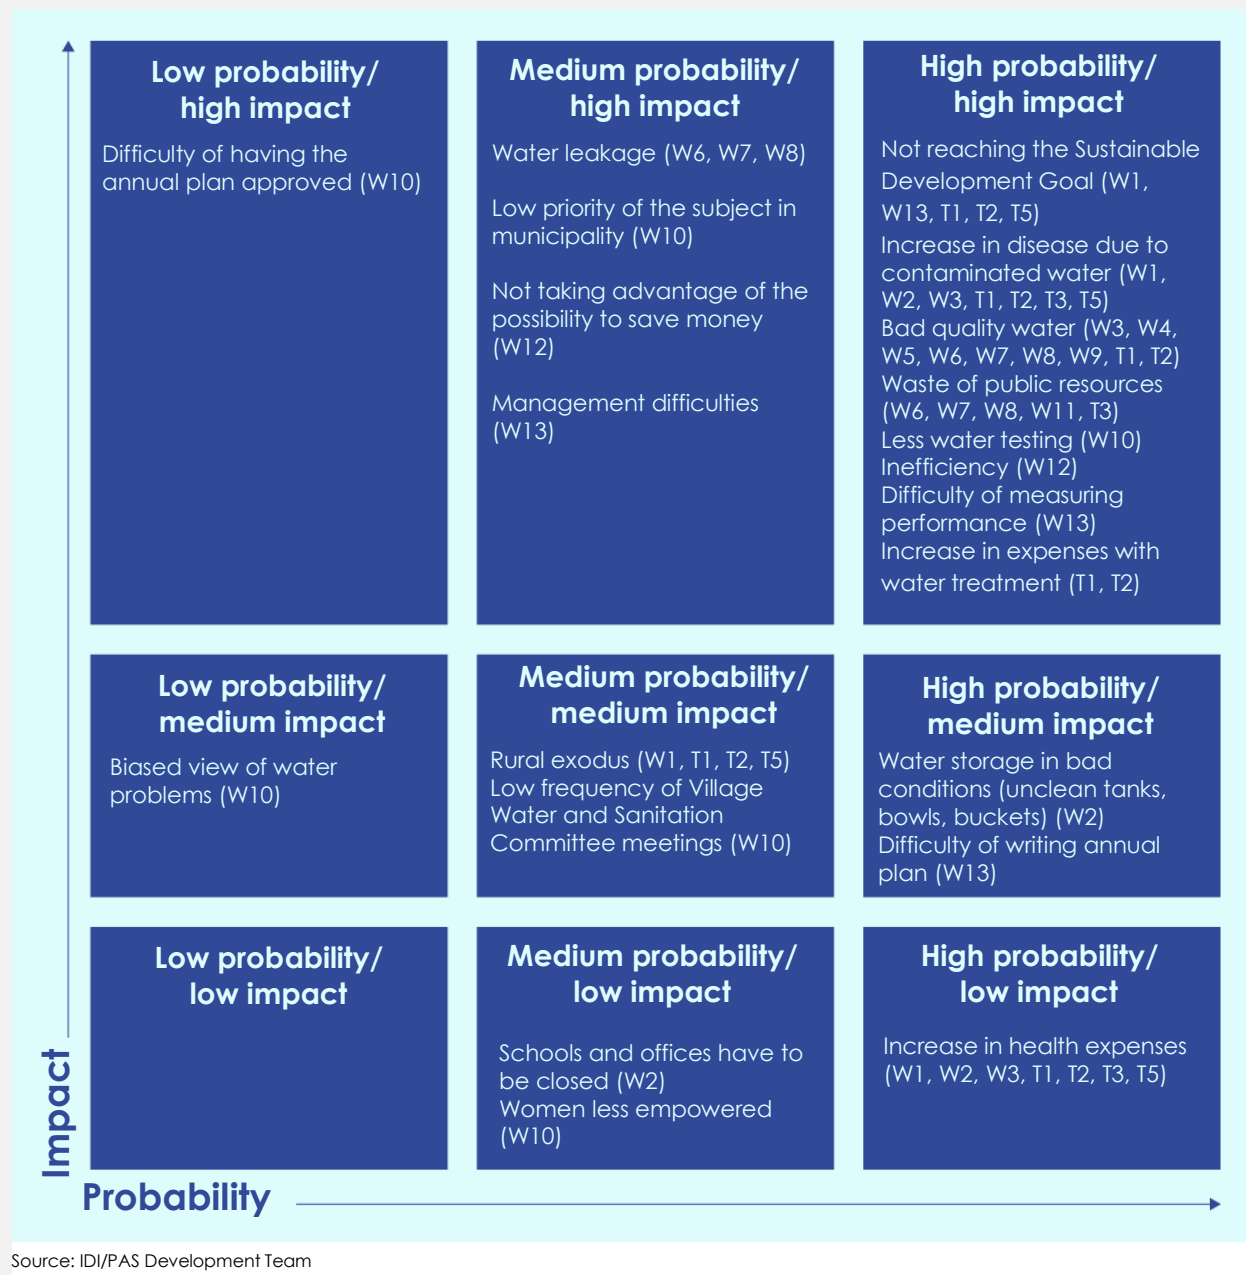 Low probability/
high impact
Difficulty of having the
annual plan approved (W10)
Medium probability/
high impact
Water leakage (W6, W7, W8)
Low priority of the subject in
municipality (W10)
Not taking advantage of the
possibility to save money
(W12)
Management difficulties
(W13)
High probability/
high impact
Not reaching the Sustainable
Development Goal (W1,
W13, T1, T2, T5)
Increase in disease due to
contaminated water (W1,
W2, W3, T1, T2, T3, T5)
Bad quality water (W3, W4,
W5, W6, W7, W8, W9, T1, T2)
Waste of public resources
(W6, W7, W8, W11, T3)
Less water testing (W10)
Inefficiency (W12)
Difficulty of measuring
performance (W13)
Increase in expenses with
water treatment (T1, T2)
Low probability/
medium impact
Biased view of water
problems (W10)
Medium probability/
medium impact
Rural exodus (W1, T1, T2, T5)
Low frequency of Village
Water and Sanitation
Committee meetings (W10)
High probability/
medium impact
Water storage in bad
conditions (unclean tanks,
bowls, buckets) (W2)
Difficulty of writing annual
plan (W13)
Low probability/
low impact
Medium probability/
low impact
Schools and offices have to
be closed (W2)
Women less empowered
(W10)
High probability/
low impact
Increase in health expenses
(W1, W2, W3, T1, T2, T3, T5)
Impact
Probability
Source: IDI/PAS Development Team